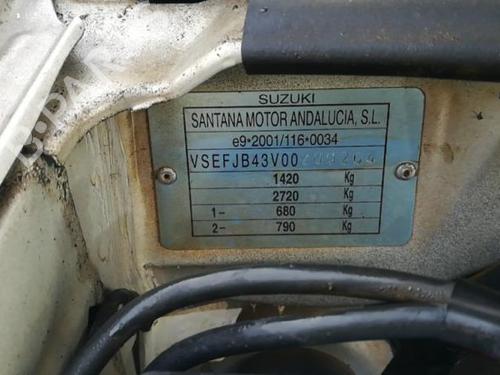 SUZUKI
SANTANA MOTOR ANDALUCIA, S.L.
e9*2001/116*0034
VSEFJB43V00
1420 Kg
2720 Kg
1- 680 Kg
2- 790 Kg